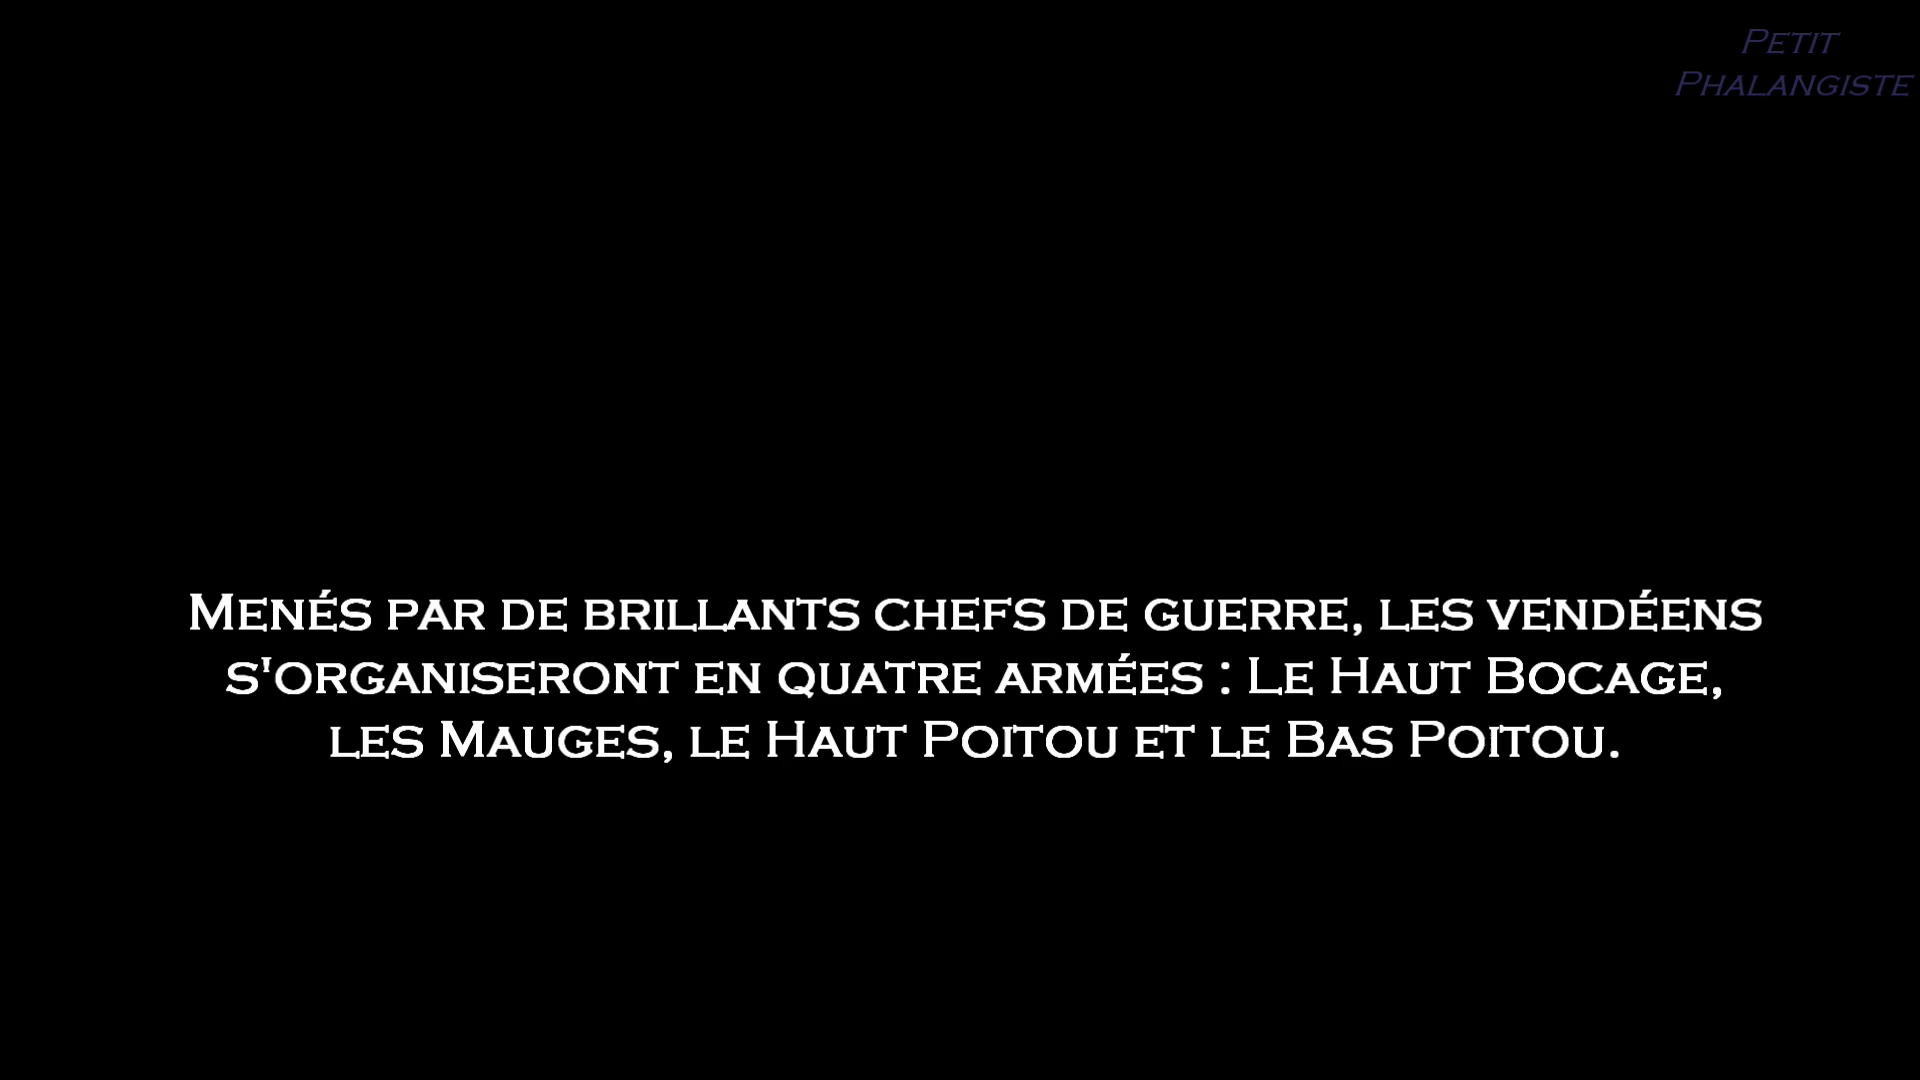 Petit
Phalangiste
Menés par de brillants chefs de guerre, les vendéens
s'organiseront en quatre armées : Le Haut Bocage,
les Mauges, le Haut Poitou et le Bas Poitou.